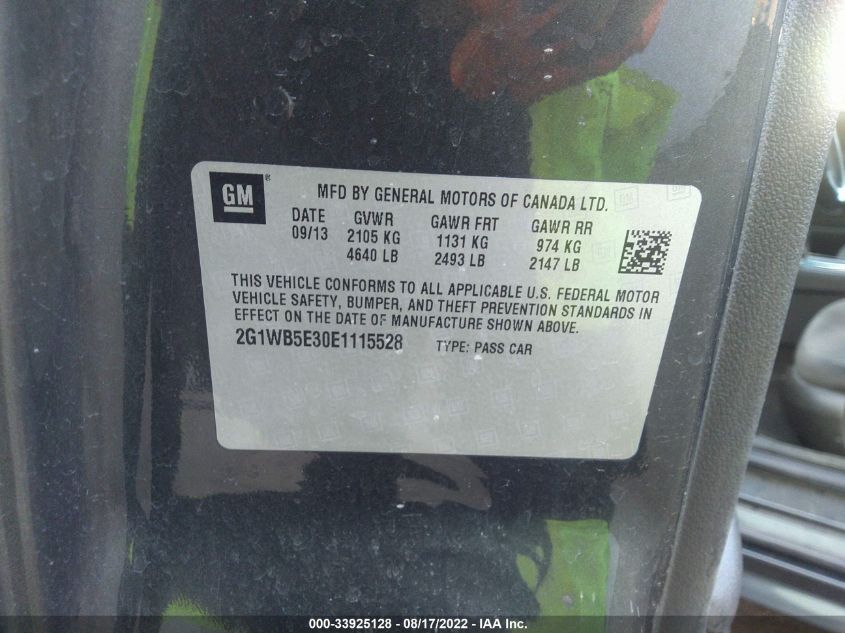 GM ®
MFD BY GENERAL MOTORS OF CANADA LTD.
DATE GVWR GAWR FRT GAWR RR
09/13 2105 KG 1131 KG 974 KG
4640 LB 2493 LB 2147 LB
THIS VEHICLE CONFORMS TO ALL APPLICABLE U.S. FEDERAL MOTOR
VEHICLE SAFETY, BUMPER, AND THEFT PREVENTION STANDARDS IN
EFFECT ON THE DATE OF MANUFACTURE SHOWN ABOVE.
2G1WB5E30E1115528 TYPE: PASS CAR
000-33925128 - 08/17/2022 - IAA Inc.